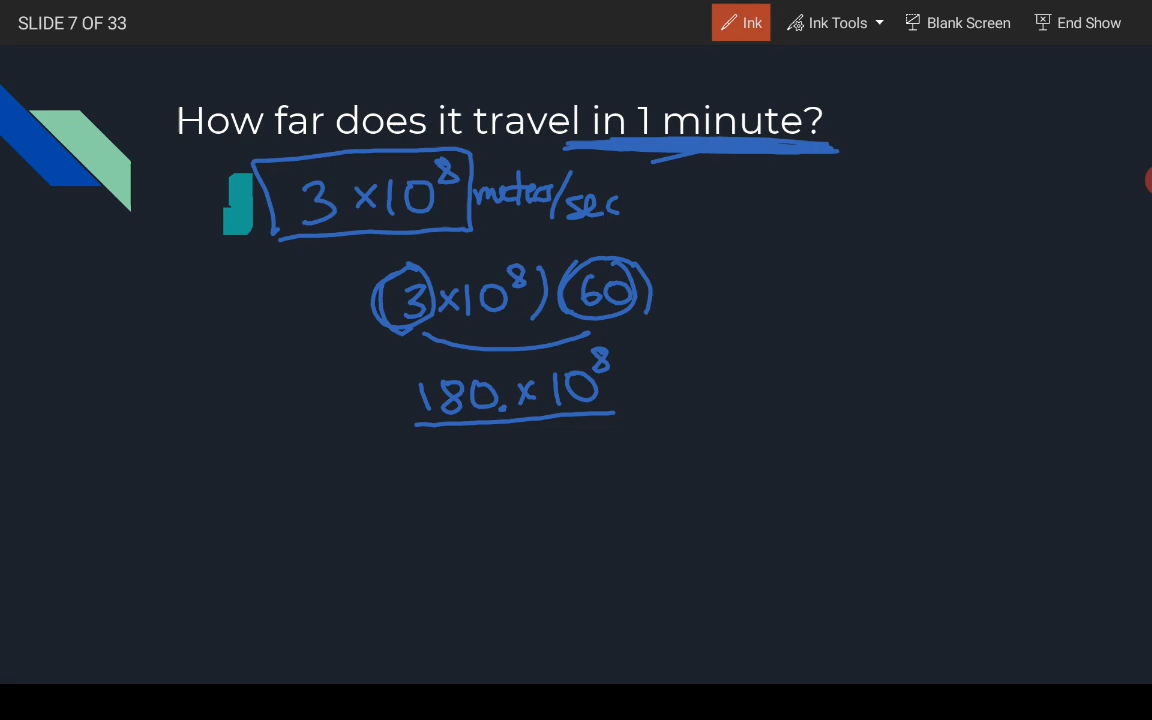 SLIDE 7 OF 33
Ink
Ink Tools
Blank Screen
End Show
How far does it travel in 1 minute?
3 × 10⁸ meters/sec
(3 × 10⁸) (60)
180. × 10⁸